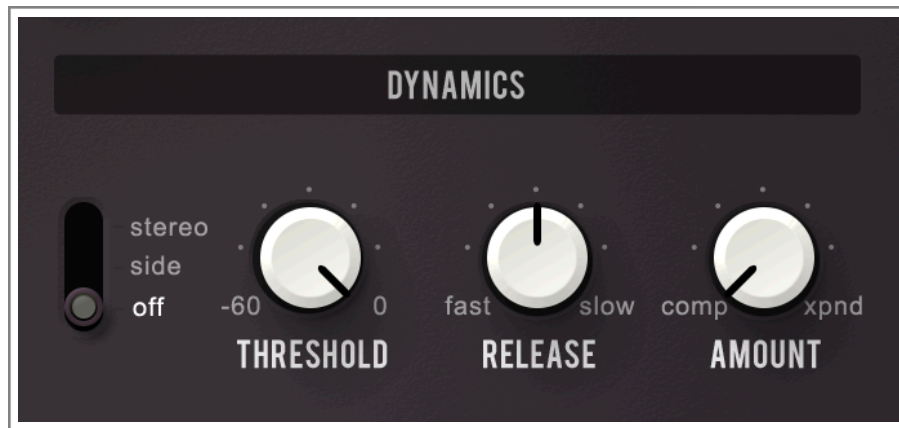 DYNAMICS
stereo
side
off
-60 0
THRESHOLD
fast slow
RELEASE
comp xpnd
AMOUNT